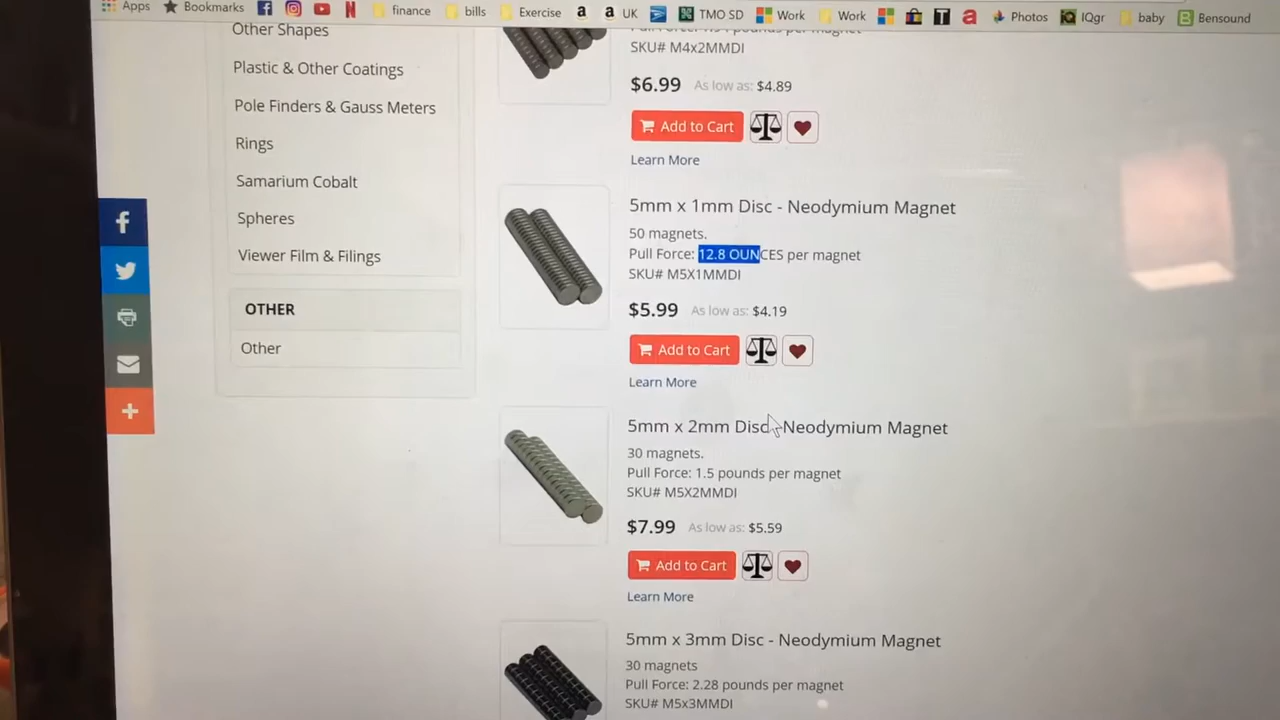 Apps Bookmarks finance bills Exercise a a UK TMO SD Work Work T a Photos IQ IQgr baby B Bensound
Other Shapes
Plastic & Other Coatings
Pole Finders & Gauss Meters
Rings
Samarium Cobalt
Spheres
Viewer Film & Filings
OTHER
Other
SKU# M4x2MMDI
$6.99 As low as: $4.89
Add to Cart
Learn More
5mm x 1mm Disc - Neodymium Magnet
50 magnets.
Pull Force: 12.8 OUNCES per magnet
SKU# M5X1MMDI
$5.99 As low as: $4.19
Add to Cart
Learn More
5mm x 2mm Disc - Neodymium Magnet
30 magnets.
Pull Force: 1.5 pounds per magnet
SKU# M5X2MMDI
$7.99 As low as: $5.59
Add to Cart
Learn More
5mm x 3mm Disc - Neodymium Magnet
30 magnets
Pull Force: 2.28 pounds per magnet
SKU# M5x3MMDI